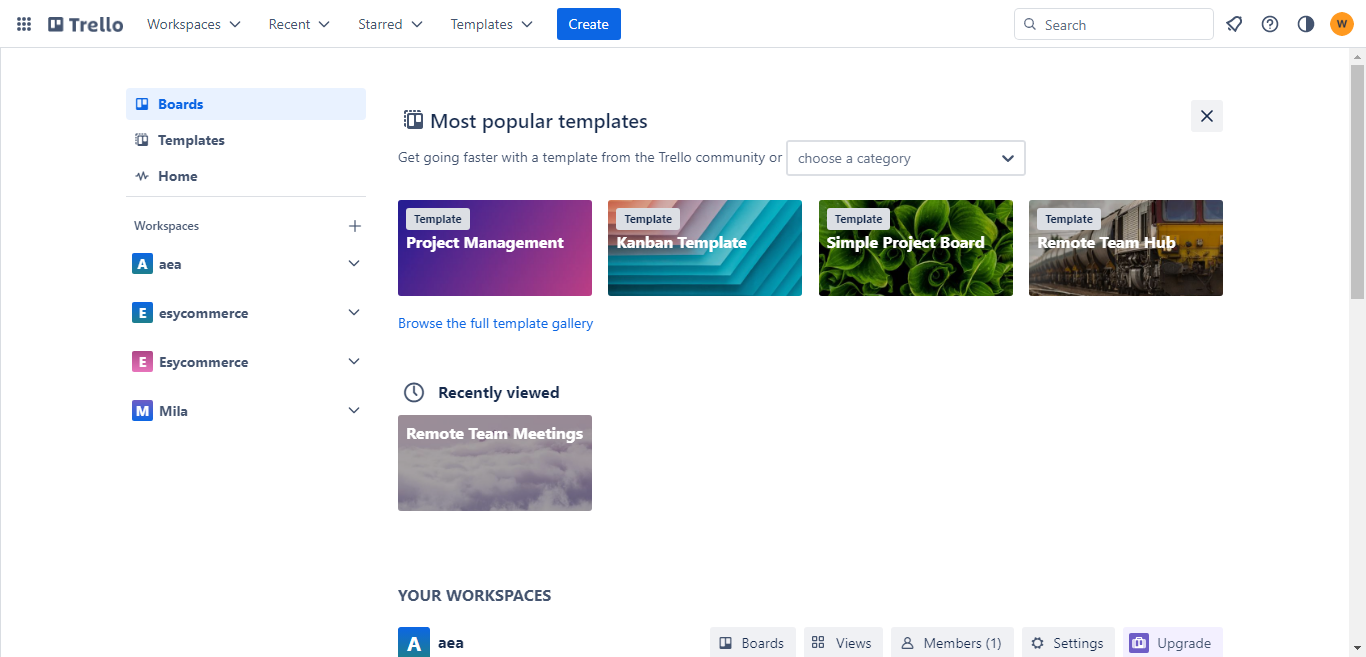 Trello Workspaces Recent Starred Templates Create Search W
Boards
Templates
Home
Workspaces
A aea
E esycommerce
E Esycommerce
M Mila
Most popular templates
Get going faster with a template from the Trello community or choose a category
Template Template Template Template
Project Management Kanban Template Simple Project Board Remote Team Hub
Browse the full template gallery
Recently viewed
Remote Team Meetings
YOUR WORKSPACES
A aea Boards Views Members (1) Settings Upgrade